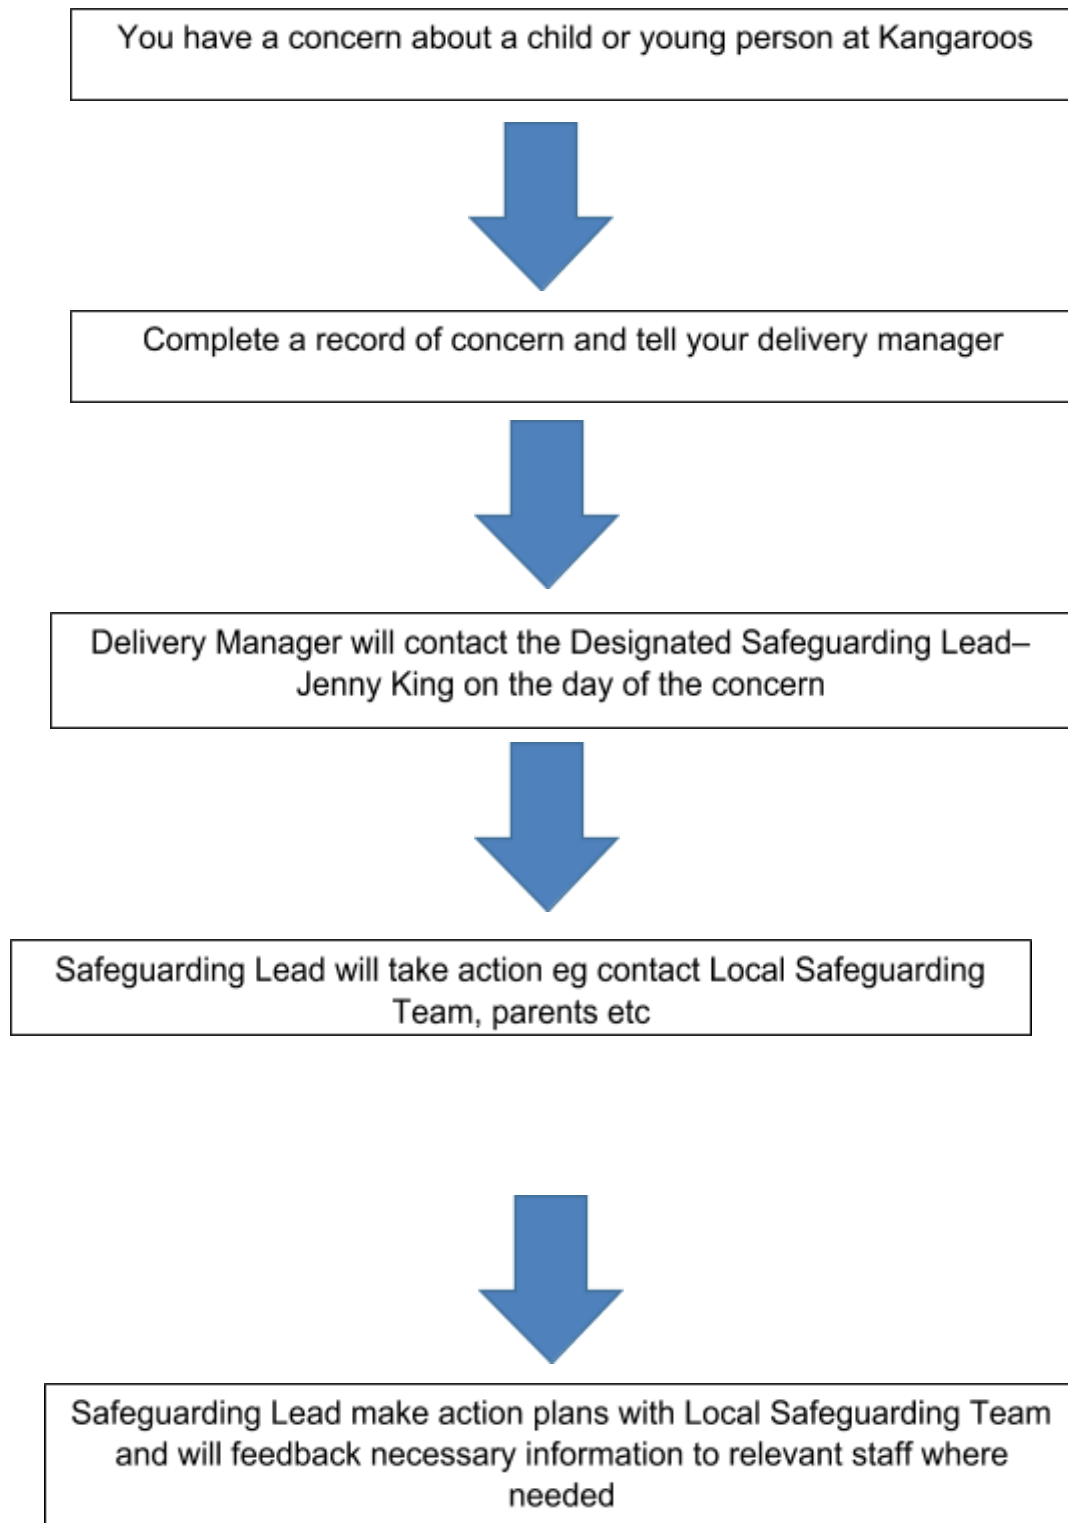 You have a concern about a child or young person at Kangaroos
Complete a record of concern and tell your delivery manager
Delivery Manager will contact the Designated Safeguarding Lead–
Jenny King on the day of the concern
Safeguarding Lead will take action eg contact Local Safeguarding
Team, parents etc
Safeguarding Lead make action plans with Local Safeguarding Team
and will feedback necessary information to relevant staff where
needed